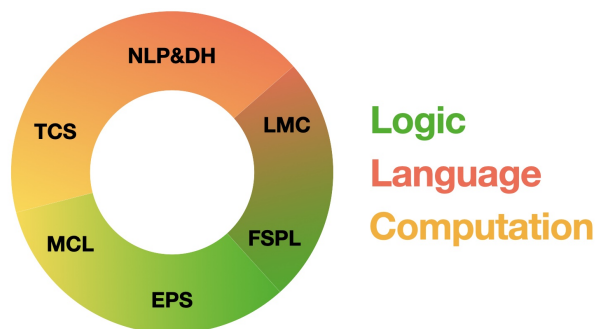 NLP&DH
LMC
TCS
MCL
FSPL
EPS
Logic
Language
Computation